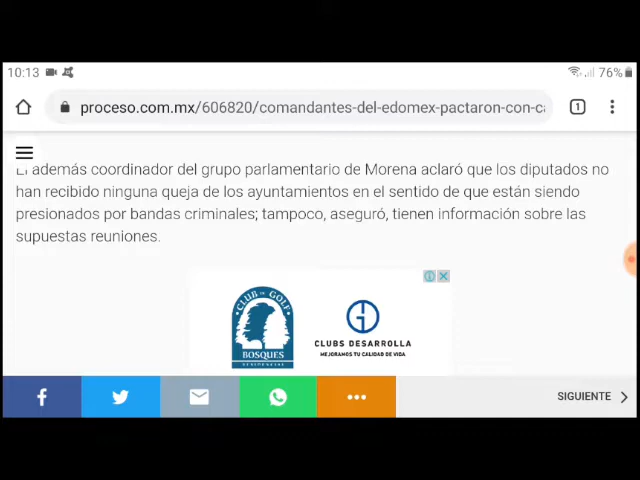 10:13
76%
proceso.com.mx/606820/comandantes-del-edomex-pactaron-con-ca
1
El además coordinador del grupo parlamentario de Morena aclaró que los diputados no
han recibido ninguna queja de los ayuntamientos en el sentido de que están siendo
presionados por bandas criminales; tampoco, aseguró, tienen información sobre las
supuestas reuniones.
CLUB DE GOLF
BOSQUES
RESIDENCIAL
CLUBS DESARROLLA
MEJORAMOS TU CALIDAD DE VIDA
SIGUIENTE